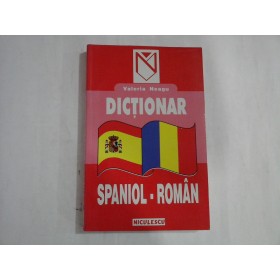 Valeria Neagu
DICȚIONAR
SPANIOL - ROMÂN
NICULESCU